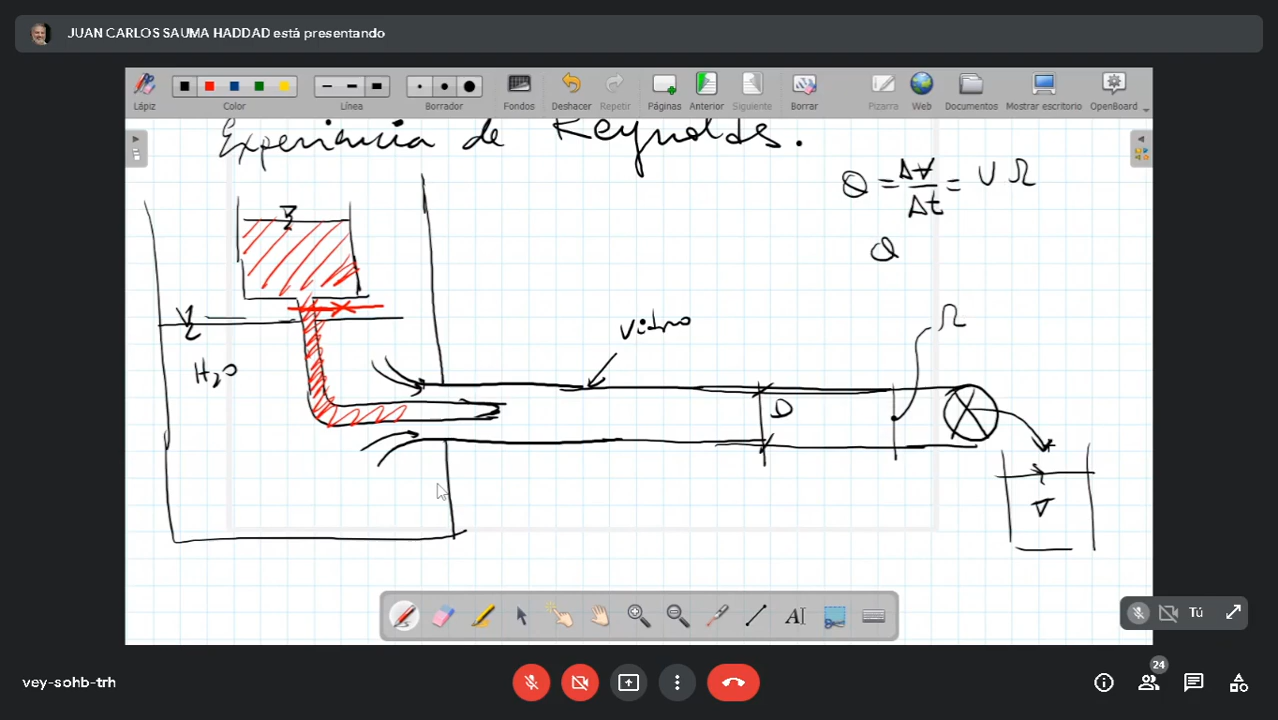 JUAN CARLOS SAUMA HADDAD está presentando
Lápiz
Color
Línea
Borrador
Fondos
Deshacer
Repetir
Páginas
Anterior
Siguiente
Borrar
Pizarra
Web
Documentos
Mostrar escritorio
OpenBoard
Experiencia de Reynolds.
Q = ΔV/Δt = U Ω
Q
Vidrio
Ω
H₂O
D
V
Tú
vey-sohb-trh
24